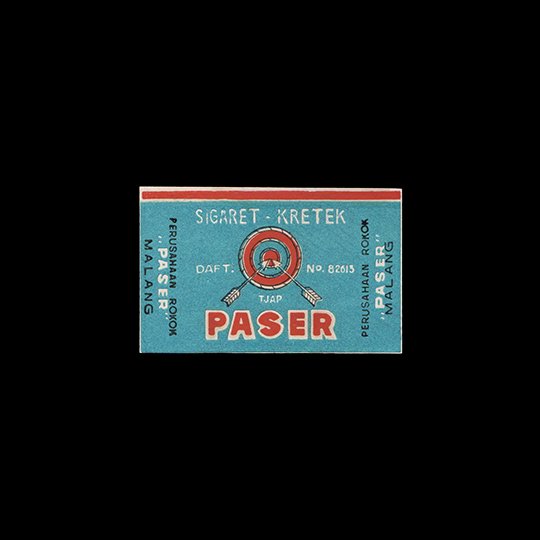 SIGARET - KRETEK
DAFT. No. 82613
TJAP
PASER
PERUSAHAAN ROKOK
"PASER"
MALANG
PERUSAHAAN ROKOK
"PASER"
MALANG